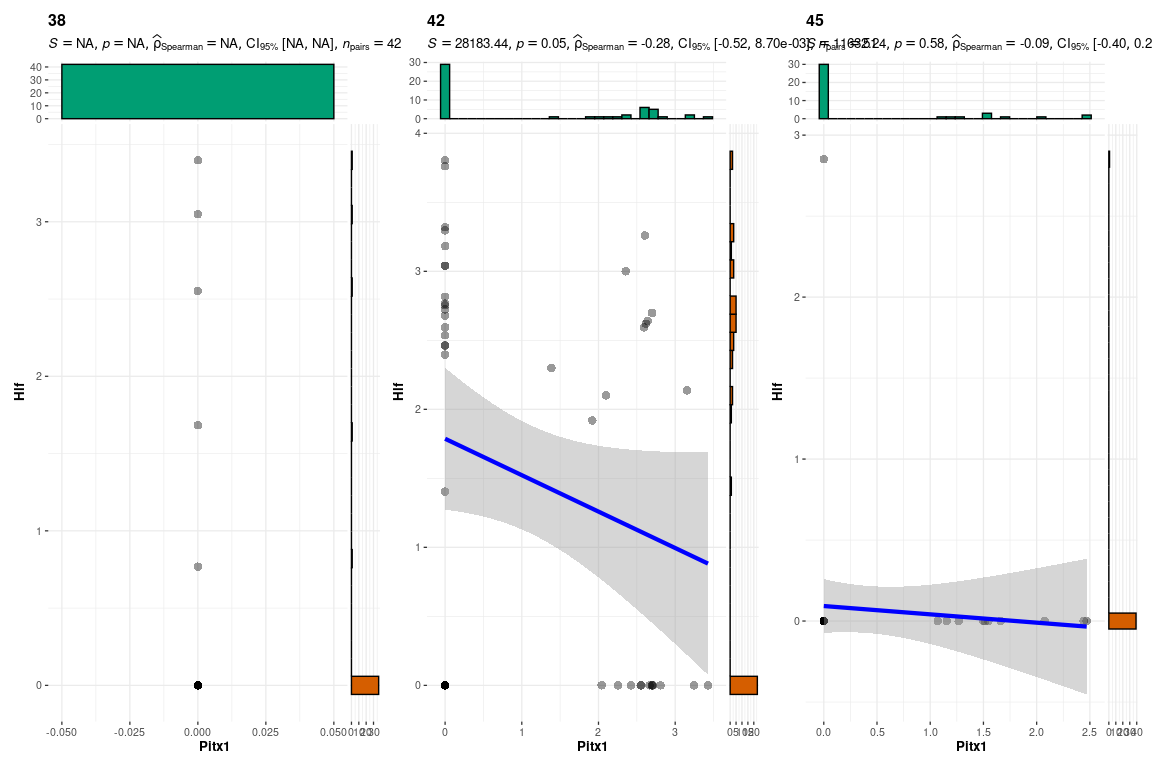 38
42
45
S = NA, p = NA, ρ̂Spearman = NA, CI95% [NA, NA], npairs = 42
S = 28183.44, p = 0.05, ρ̂Spearman = -0.28, CI95% [-0.52, 8.70e-03], npairs
p = 0.58, ρ̂Spearman = -0.09, CI95% [-0.40, 0.2
40
30
20
10
0
30
20
10
0
30
20
10
0
3
2
1
0
4
3
2
1
0
3
2
1
0
Hlf
Hlf
Hlf
-0.050 -0.025 0.000 0.025 0.050
0 1 2 3
0.0 0.5 1.0 1.5 2.0 2.5
Pitx1
Pitx1
Pitx1